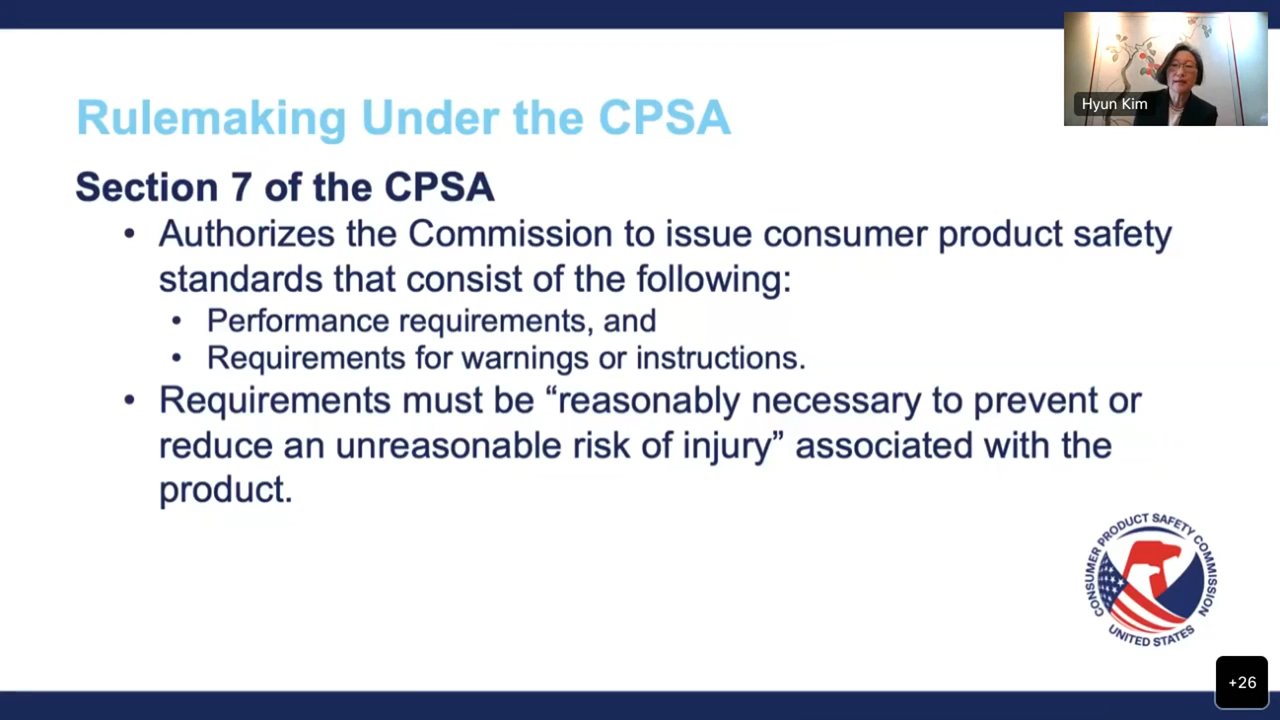 Hyun Kim
Rulemaking Under the CPSA
Section 7 of the CPSA
• Authorizes the Commission to issue consumer product safety
standards that consist of the following:
• Performance requirements, and
• Requirements for warnings or instructions.
• Requirements must be “reasonably necessary to prevent or
reduce an unreasonable risk of injury” associated with the
product.
CONSUMER PRODUCT SAFETY COMMISSION
UNITED STATES
+26